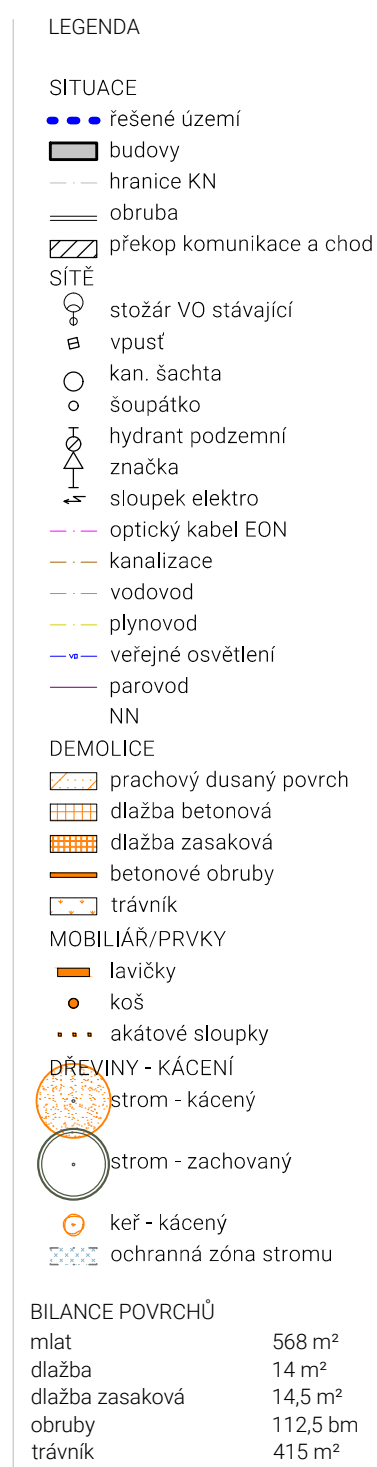 LEGENDA
SITUACE
řešené území
budovy
hranice KN
obruba
překop komunikace a chod
SÍTĚ
stožár VO stávající
vpusť
kan. šachta
šoupátko
hydrant podzemní
značka
sloupek elektro
optický kabel EON
kanalizace
vodovod
plynovod
VO veřejné osvětlení
parovod
NN
DEMOLICE
prachový dusaný povrch
dlažba betonová
dlažba zasaková
betonové obruby
trávník
MOBILIÁŘ/PRVKY
lavičky
koš
akátové sloupky
DŘEVINY - KÁCENÍ
strom - kácený
strom - zachovaný
keř - kácený
ochranná zóna stromu
BILANCE POVRCHŮ
mlat 568 m²
dlažba 14 m²
dlažba zasaková 14,5 m²
obruby 112,5 bm
trávník 415 m²